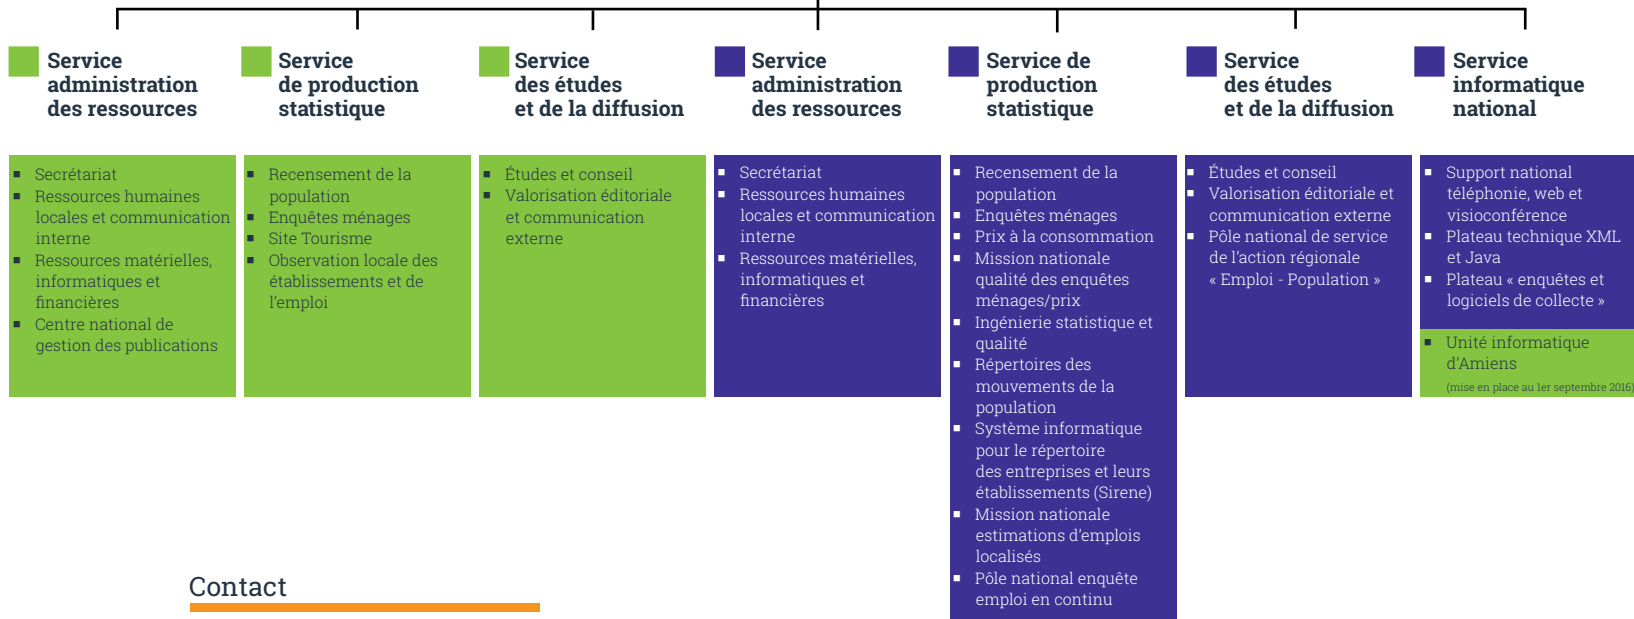 Service
administration
des ressources
Service
de production
statistique
Service
des études
et de la diffusion
Service
administration
des ressources
Service de
production
statistique
Service
des études
et de la diffusion
Service
informatique
national
▪ Secrétariat
▪ Ressources humaines
locales et communication
interne
▪ Ressources matérielles,
informatiques et
financières
▪ Centre national de
gestion des publications
▪ Recensement de la
population
▪ Enquêtes ménages
▪ Site Tourisme
▪ Observation locale des
établissements et de
l’emploi
▪ Études et conseil
▪ Valorisation éditoriale
et communication
externe
▪ Secrétariat
▪ Ressources humaines
locales et communication
interne
▪ Ressources matérielles,
informatiques et
financières
▪ Recensement de la
population
▪ Enquêtes ménages
▪ Prix à la consommation
▪ Mission nationale
qualité des enquêtes
ménages/prix
▪ Ingénierie statistique et
qualité
▪ Répertoires des
mouvements de la
population
▪ Système informatique
pour le répertoire
des entreprises et leurs
établissements (Sirene)
▪ Mission nationale
estimations d’emplois
localisés
▪ Pôle national enquête
emploi en continu
▪ Études et conseil
▪ Valorisation éditoriale et
communication externe
▪ Pôle national de service
de l’action régionale
« Emploi - Population »
▪ Support national
téléphonie, web et
visioconférence
▪ Plateau technique XML
et Java
▪ Plateau « enquêtes et
logiciels de collecte »
▪ Unité informatique
d’Amiens
(mise en place au 1er septembre 2016)
Contact